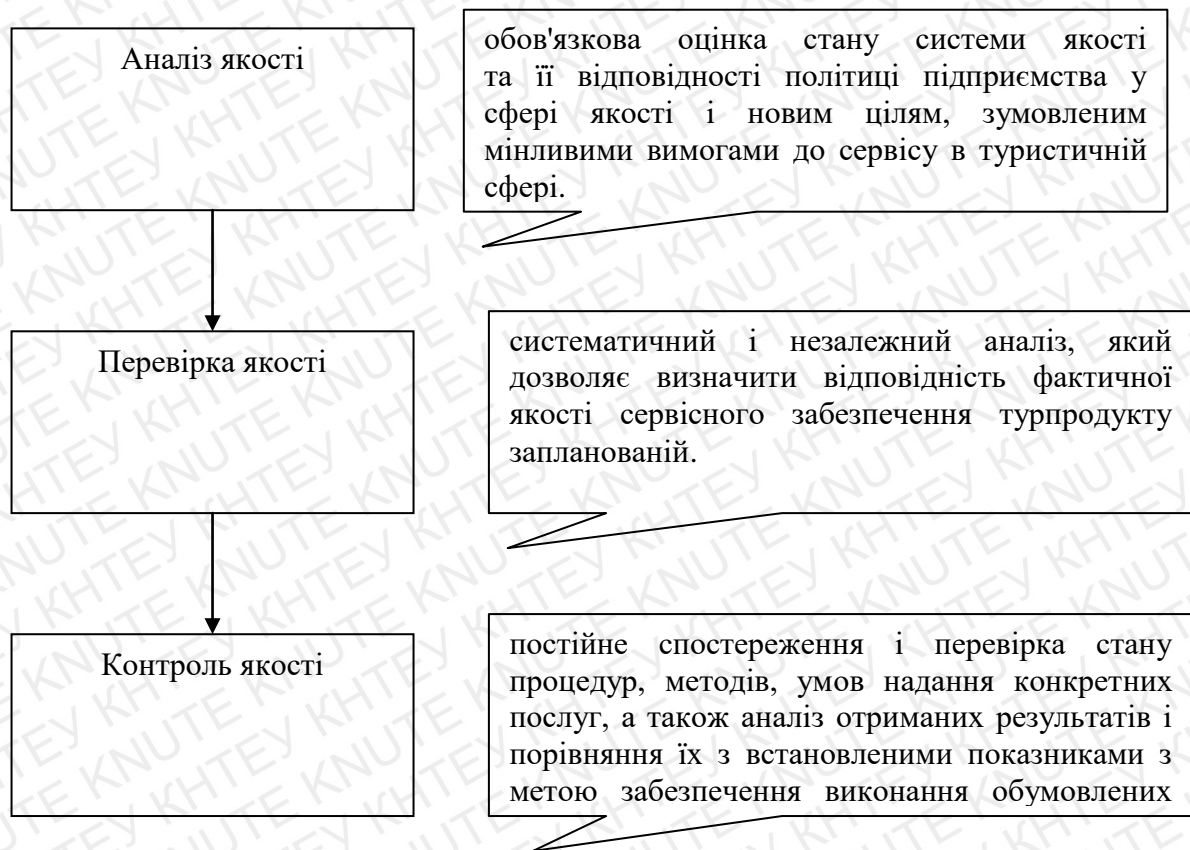 Аналіз якості
обов'язкова оцінка стану системи якості
та її відповідності політиці підприємства у
сфері якості і новим цілям, зумовленим
мінливими вимогами до сервісу в туристичній
сфері.
Перевірка якості
систематичний і незалежний аналіз, який
дозволяє визначити відповідність фактичної
якості сервісного забезпечення турпродукту
запланованій.
Контроль якості
постійне спостереження і перевірка стану
процедур, методів, умов надання конкретних
послуг, а також аналіз отриманих результатів і
порівняння їх з встановленими показниками з
метою забезпечення виконання обумовлених